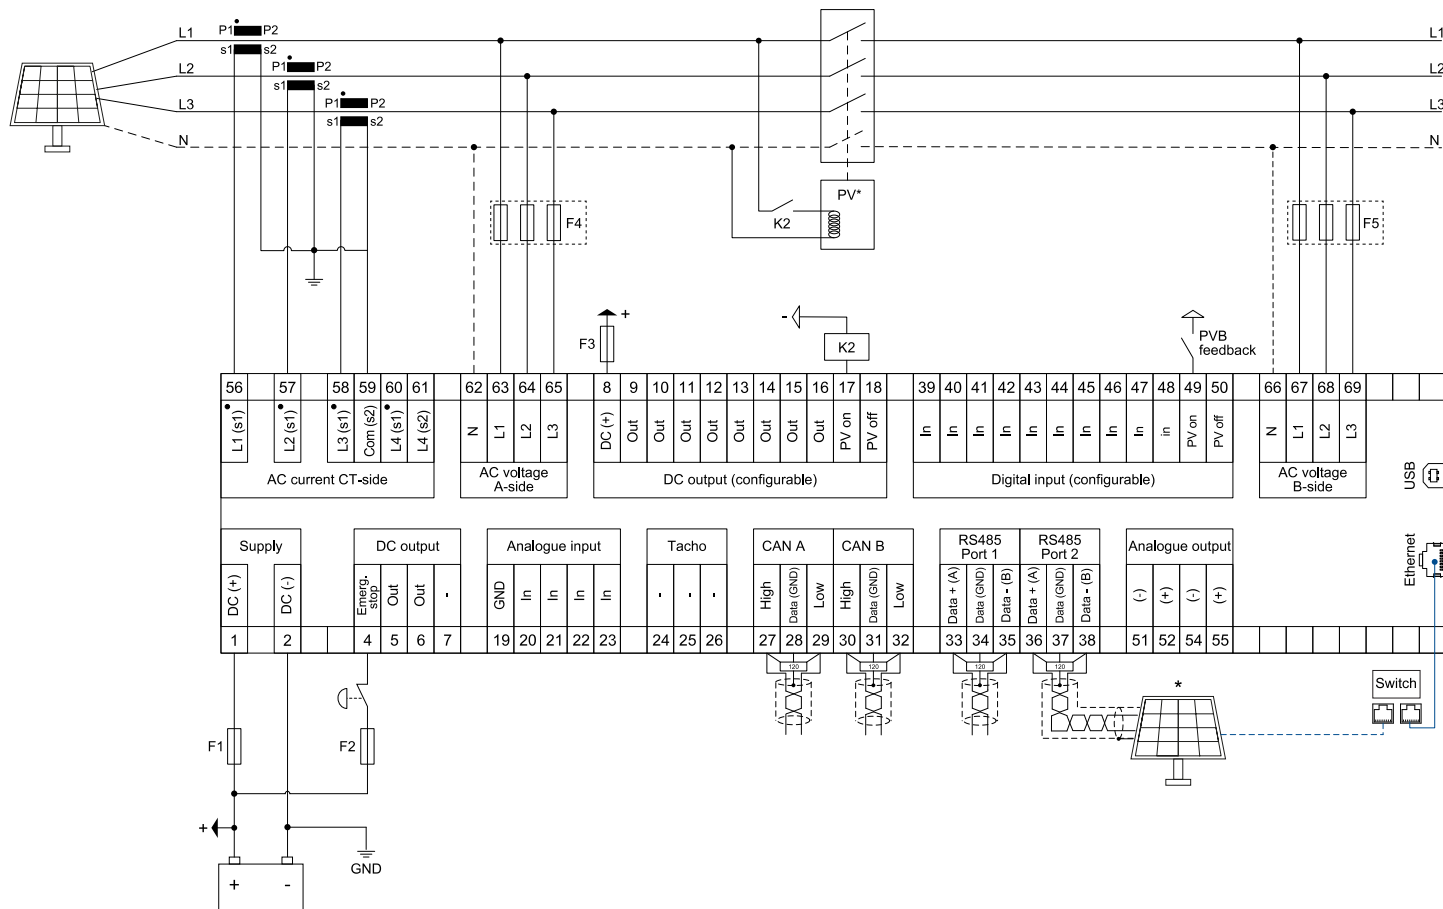 P1 P2
L1 L1
s1 s2
P1 P2
L2 L2
s1 s2
P1 P2
L3 L3
s1 s2
N N
PV*
K2
F4
F5
+
-
F3
K2
PVB
feedback
56 57 58 59 60 61 62 63 64 65 8 9 10 11 12 13 14 15 16 17 18 39 40 41 42 43 44 45 46 47 48 49 50 66 67 68 69
L1 (s1) L2 (s1) L3 (s1) Com (s2) L4 (s1) L4 (s2) N L1 L2 L3 DC (+) Out Out Out Out Out Out Out Out PV on PV off In In In In In In In In In in PV on PV off N L1 L2 L3
AC current CT-side
AC voltage
A-side
DC output (configurable)
Digital input (configurable)
AC voltage
B-side
USB
Supply
DC output
Analogue input
Tacho
CAN A
CAN B
RS485
Port 1
RS485
Port 2
Analogue output
Ethernet
DC (+) DC (-) Emerg. stop Out Out - GND In In In In - - - High Data (GND) Low High Data (GND) Low Data + (A) Data (GND) Data - (B) Data + (A) Data (GND) Data - (B) (-) (+) (-) (+)
1 2 4 5 6 7 19 20 21 22 23 24 25 26 27 28 29 30 31 32 33 34 35 36 37 38 51 52 54 55
120 120 120 120
*
Switch
F1
F2
+
GND
+ -